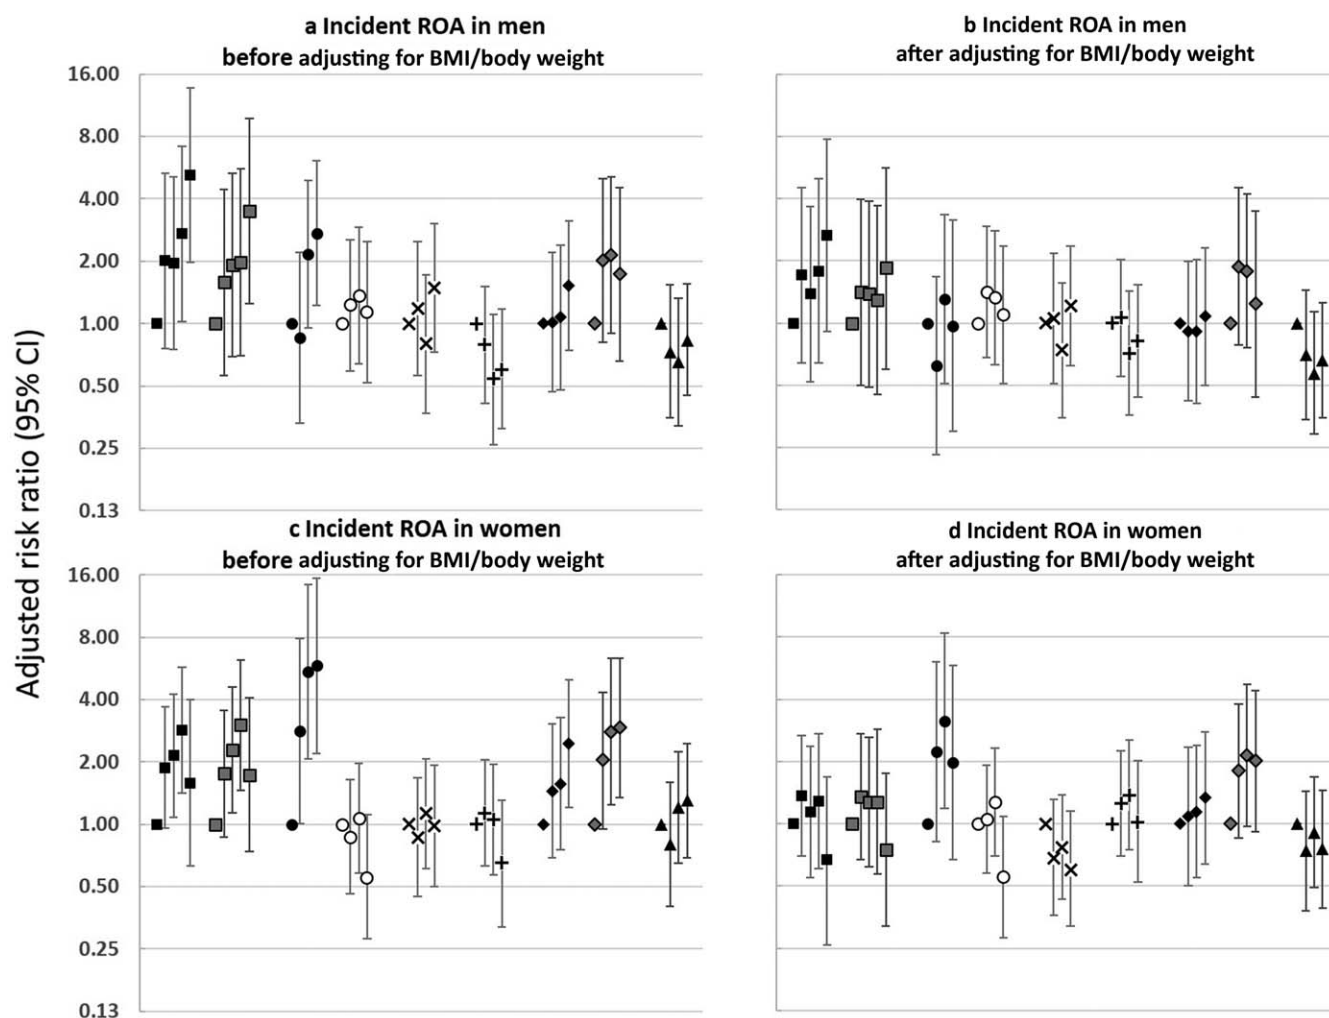 a Incident ROA in men
before adjusting for BMI/body weight
b Incident ROA in men
after adjusting for BMI/body weight
16.00
8.00
4.00
2.00
1.00
0.50
0.25
0.13
Adjusted risk ratio (95% CI)
c Incident ROA in women
before adjusting for BMI/body weight
d Incident ROA in women
after adjusting for BMI/body weight
16.00
8.00
4.00
2.00
1.00
0.50
0.25
0.13